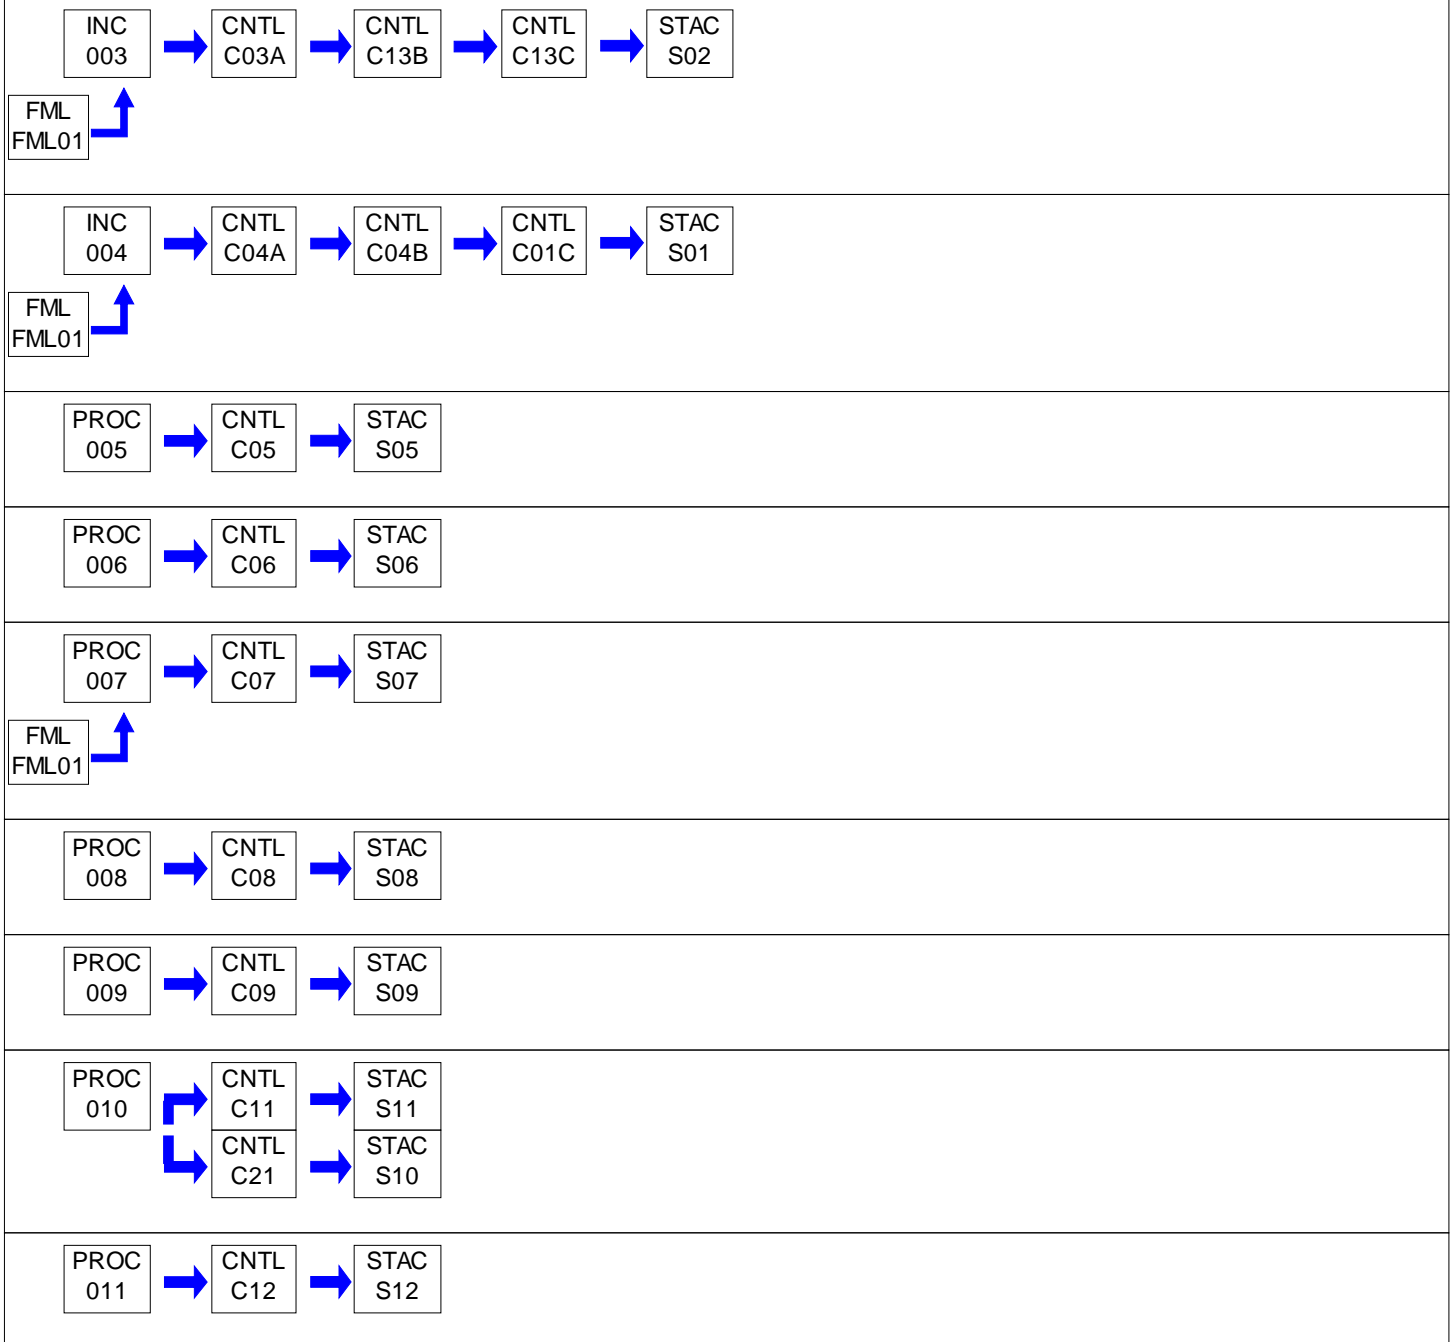 INC
003
CNTL
C03A
CNTL
C13B
CNTL
C13C
STAC
S02
FML
FML01
INC
004
CNTL
C04A
CNTL
C04B
CNTL
C01C
STAC
S01
FML
FML01
PROC
005
CNTL
C05
STAC
S05
PROC
006
CNTL
C06
STAC
S06
PROC
007
CNTL
C07
STAC
S07
FML
FML01
PROC
008
CNTL
C08
STAC
S08
PROC
009
CNTL
C09
STAC
S09
PROC
010
CNTL
C11
STAC
S11
CNTL
C21
STAC
S10
PROC
011
CNTL
C12
STAC
S12